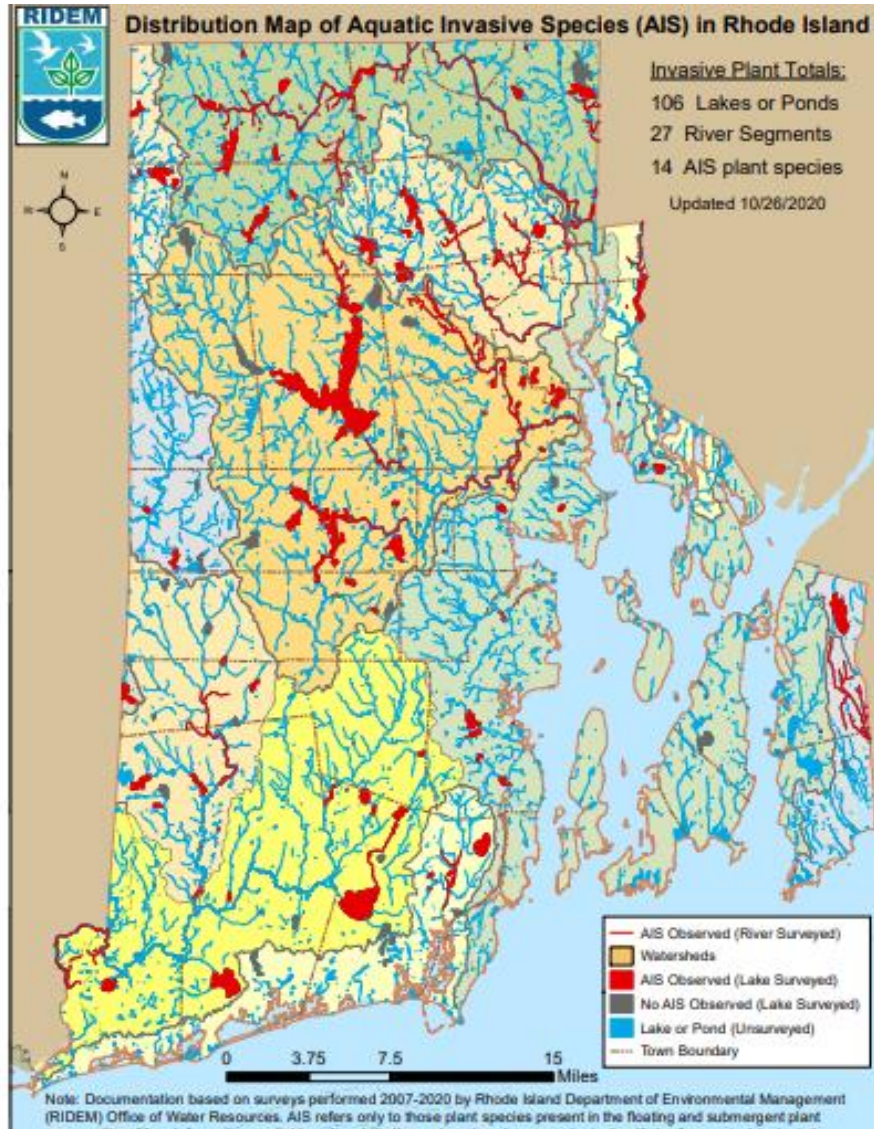 RIDEM
Distribution Map of Aquatic Invasive Species (AIS) in Rhode Island
Invasive Plant Totals:
106 Lakes or Ponds
27 River Segments
14 AIS plant species
Updated 10/26/2020
N
E
S
AIS Observed (River Surveyed)
Watersheds
AIS Observed (Lake Surveyed)
No AIS Observed (Lake Surveyed)
Lake or Pond (Unsurveyed)
Town Boundary
0 3.75 7.5 15
Miles
Note: Documentation based on surveys performed 2007-2020 by Rhode Island Department of Environmental Management
(RIDEM) Office of Water Resources. AIS refers only to those plant species present in the floating and submergent plant